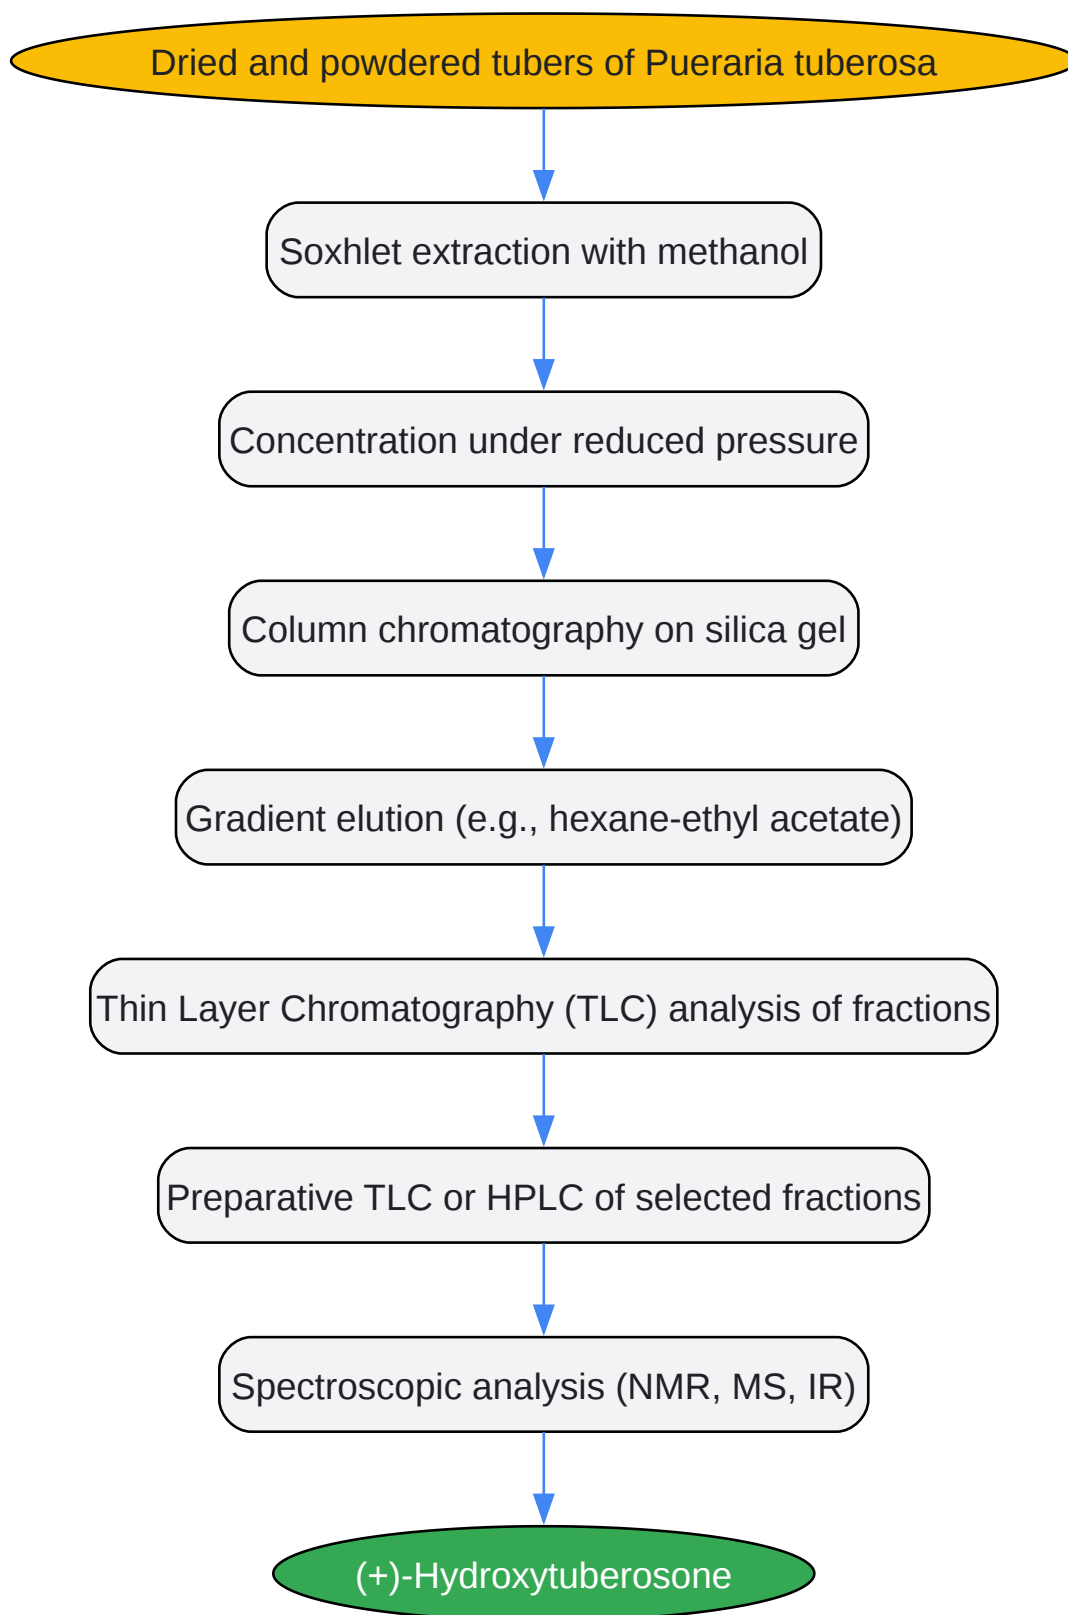 Dried and powdered tubers of Pueraria tuberosa
Soxhlet extraction with methanol
Concentration under reduced pressure
Column chromatography on silica gel
Gradient elution (e.g., hexane-ethyl acetate)
Thin Layer Chromatography (TLC) analysis of fractions
Preparative TLC or HPLC of selected fractions
Spectroscopic analysis (NMR, MS, IR)
(+)-Hydroxytuberosone